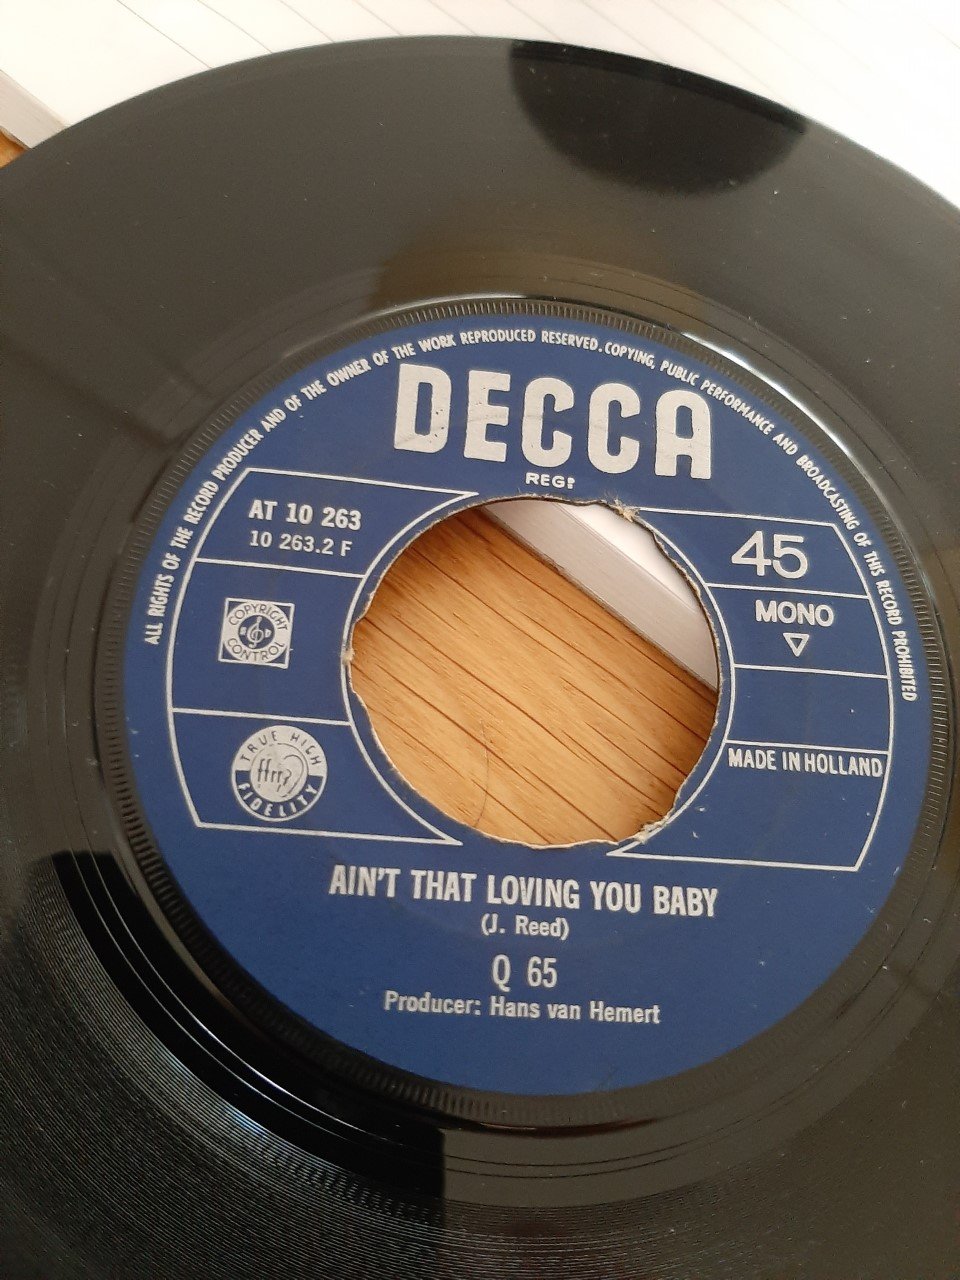 ALL RIGHTS OF THE RECORD PRODUCER AND OF THE OWNER OF THE WORK REPRODUCED RESERVED. COPYING, PUBLIC PERFORMANCE AND BROADCASTING OF THIS RECORD PROHIBITED
DECCA
REGD
AT 10 263
10 263.2 F
45
COPYRIGHT
CONTROL
MONO
TRUE HIGH
ffrr
FIDELITY
MADE IN HOLLAND
AIN'T THAT LOVING YOU BABY
(J. Reed)
Q 65
Producer: Hans van Hemert